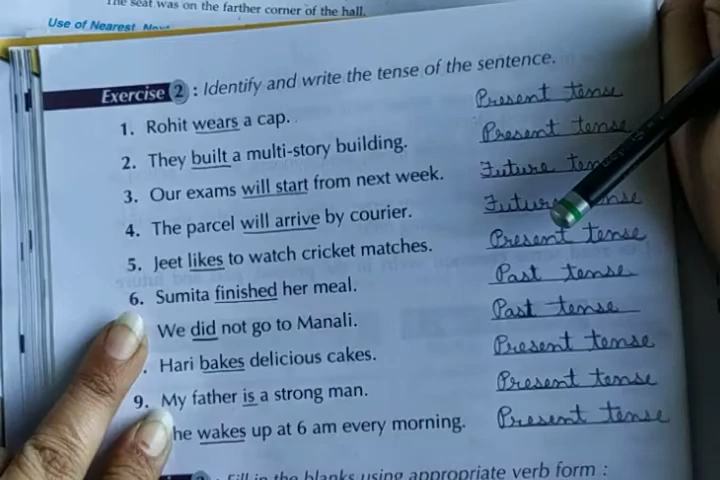 The seat was on the farther corner of the hall.
Use of Nearest
Exercise 2 : Identify and write the tense of the sentence.
1. Rohit wears a cap. Present tense
2. They built a multi-story building. Present tense
3. Our exams will start from next week. Future
4. The parcel will arrive by courier. Future
5. Jeet likes to watch cricket matches. Present tense
6. Sumita finished her meal. Past tense
We did not go to Manali. Past tense
. Hari bakes delicious cakes. Present tense
9. My father is a strong man. Present tense
he wakes up at 6 am every morning. Present tense
: Fill in the blanks using appropriate verb form :